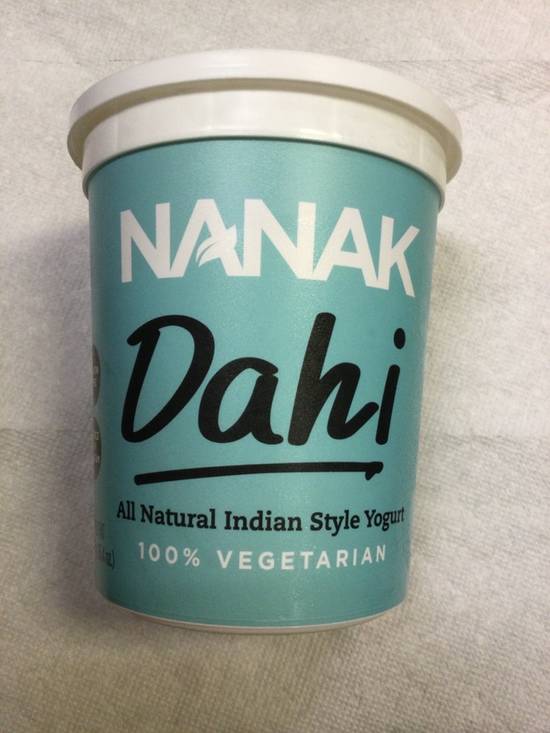 NANAK
Dahi
All Natural Indian Style Yogurt
100% VEGETARIAN